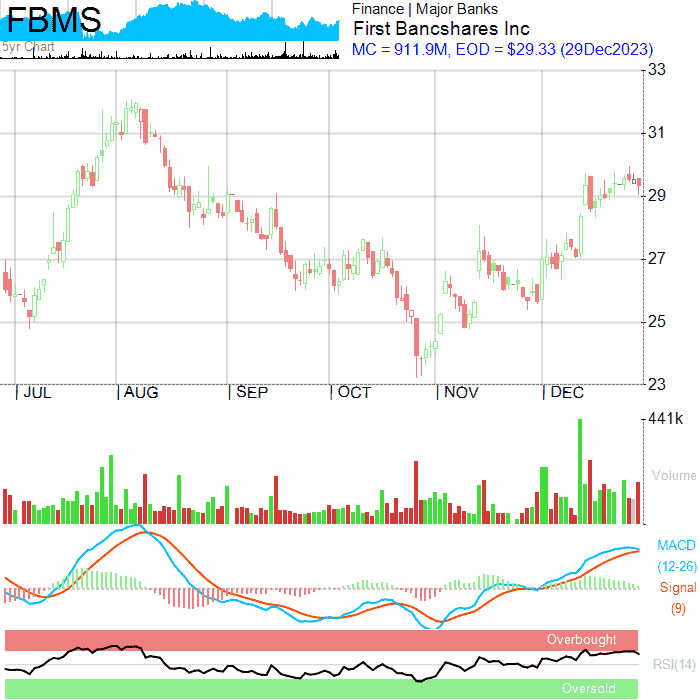 FBMS
5yr Chart
Finance | Major Banks
First Bancshares Inc
MC = 911.9M, EOD = $29.33 (29Dec2023)
33
31
29
27
25
23
JUL AUG SEP OCT NOV DEC
441k
Volume
MACD
(12-26)
Signal
(9)
Overbought
RSI(14)
Oversold